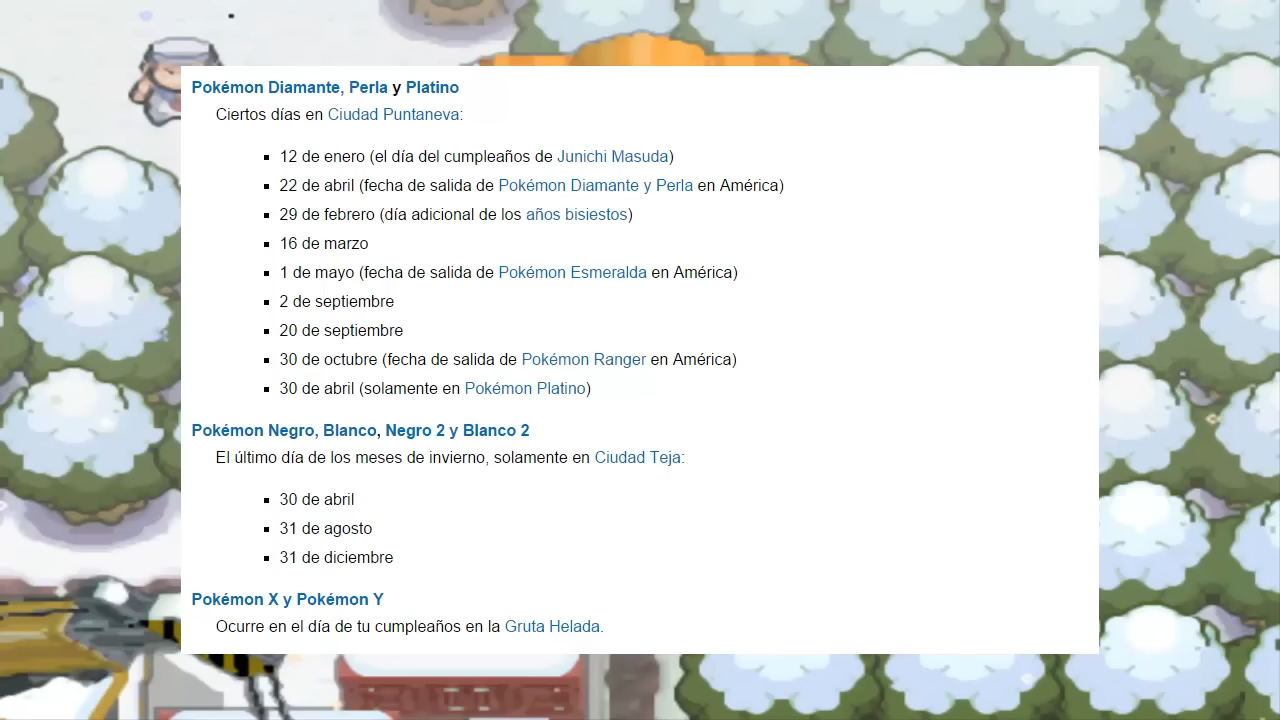 Pokémon Diamante, Perla y Platino
Ciertos días en Ciudad Puntaneva:
▪ 12 de enero (el día del cumpleaños de Junichi Masuda)
▪ 22 de abril (fecha de salida de Pokémon Diamante y Perla en América)
▪ 29 de febrero (día adicional de los años bisiestos)
▪ 16 de marzo
▪ 1 de mayo (fecha de salida de Pokémon Esmeralda en América)
▪ 2 de septiembre
▪ 20 de septiembre
▪ 30 de octubre (fecha de salida de Pokémon Ranger en América)
▪ 30 de abril (solamente en Pokémon Platino)
Pokémon Negro, Blanco, Negro 2 y Blanco 2
El último día de los meses de invierno, solamente en Ciudad Teja:
▪ 30 de abril
▪ 31 de agosto
▪ 31 de diciembre
Pokémon X y Pokémon Y
Ocurre en el día de tu cumpleaños en la Gruta Helada.